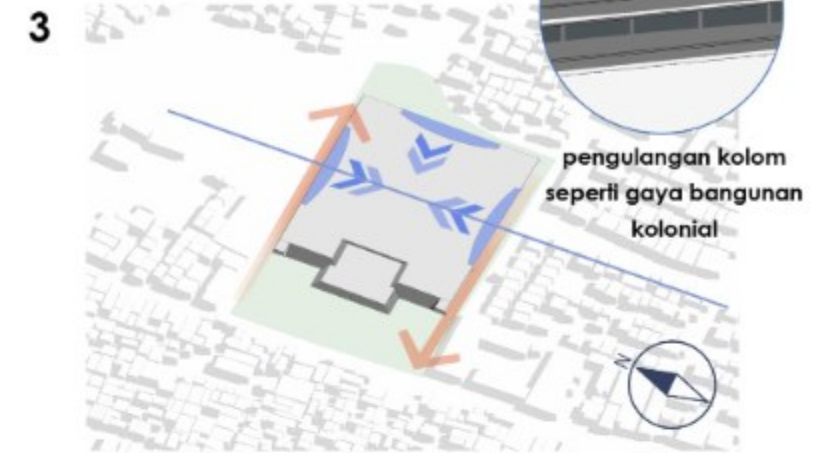 3
pengulangan kolom
seperti gaya bangunan
kolonial
N